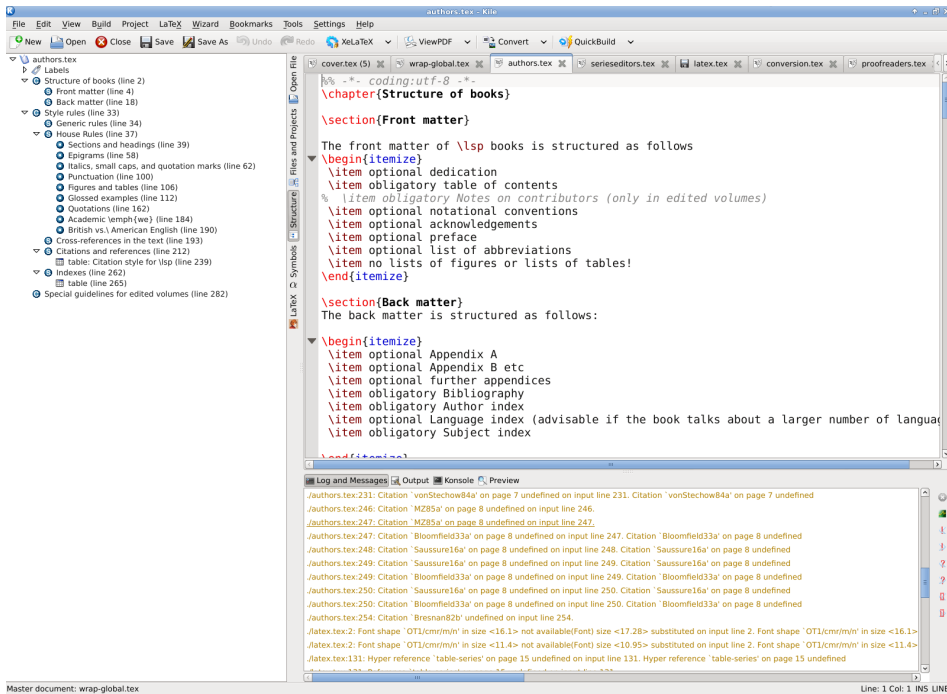 authors.tex - Kile
File Edit View Build Project LaTeX Wizard Bookmarks Tools Settings Help
New Open Close Save Save As Undo Redo XeLaTeX ViewPDF Convert QuickBuild
authors.tex
Labels
Structure of books (line 2)
Front matter (line 4)
Back matter (line 18)
Style rules (line 33)
Generic rules (line 34)
House Rules (line 37)
Sections and headings (line 39)
Epigrams (line 58)
Italics, small caps, and quotation marks (line 62)
Punctuation (line 100)
Figures and tables (line 106)
Glossed examples (line 112)
Quotations (line 162)
Academic \emph{we} (line 184)
British vs.\ American English (line 190)
Cross-references in the text (line 193)
Citations and references (line 212)
table: Citation style for \lsp (line 239)
Indexes (line 262)
table (line 265)
Special guidelines for edited volumes (line 282)
Open File
Files and Projects
Structure
Symbols
LaTeX
cover.tex (5) wrap-global.tex authors.tex serieseditors.tex latex.tex conversion.tex proofreaders.tex
%% -*- coding:utf-8 -*-
\chapter{Structure of books}
\section{Front matter}
The front matter of \lsp books is structured as follows
\begin{itemize}
\item optional dedication
\item obligatory table of contents
% \item obligatory Notes on contributors (only in edited volumes)
\item optional notational conventions
\item optional acknowledgements
\item optional preface
\item optional list of abbreviations
\item no lists of figures or lists of tables!
\end{itemize}
\section{Back matter}
The back matter is structured as follows:
\begin{itemize}
\item optional Appendix A
\item optional Appendix B etc
\item optional further appendices
\item obligatory Bibliography
\item obligatory Author index
\item optional Language index (advisable if the book talks about a larger number of languag
\item obligatory Subject index
\end{itemize}
Log and Messages Output Konsole Preview
./authors.tex:231: Citation `vonStechow84a' on page 7 undefined on input line 231. Citation `vonStechow84a' on page 7 undefined
./authors.tex:246: Citation `MZ85a' on page 8 undefined on input line 246.
./authors.tex:247: Citation `MZ85a' on page 8 undefined on input line 247.
./authors.tex:247: Citation `Bloomfield33a' on page 8 undefined on input line 247. Citation `Bloomfield33a' on page 8 undefined
./authors.tex:248: Citation `Saussure16a' on page 8 undefined on input line 248. Citation `Saussure16a' on page 8 undefined
./authors.tex:249: Citation `Saussure16a' on page 8 undefined on input line 249. Citation `Saussure16a' on page 8 undefined
./authors.tex:249: Citation `Bloomfield33a' on page 8 undefined on input line 249. Citation `Bloomfield33a' on page 8 undefined
./authors.tex:250: Citation `Saussure16a' on page 8 undefined on input line 250. Citation `Saussure16a' on page 8 undefined
./authors.tex:250: Citation `Bloomfield33a' on page 8 undefined on input line 250. Citation `Bloomfield33a' on page 8 undefined
./authors.tex:254: Citation `Bresnan82b' undefined on input line 254.
./latex.tex:2: Font shape `OT1/cmr/m/n' in size <16.1> not available(Font) size <17.28> substituted on input line 2. Font shape `OT1/cmr/m/n' in size <16.1>
./latex.tex:2: Font shape `OT1/cmr/m/n' in size <11.4> not available(Font) size <10.95> substituted on input line 2. Font shape `OT1/cmr/m/n' in size <11.4>
./latex.tex:131: Hyper reference `table-series' on page 15 undefined on input line 131. Hyper reference `table-series' on page 15 undefined
Master document: wrap-global.tex
Line: 1 Col: 1 INS LINE